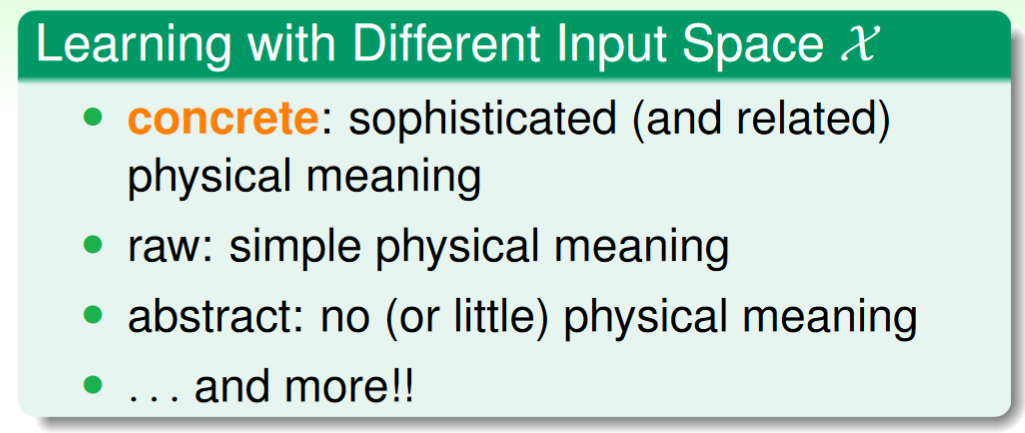 Learning with Different Input Space 𝒳
• concrete: sophisticated (and related)
physical meaning
• raw: simple physical meaning
• abstract: no (or little) physical meaning
• . . . and more!!